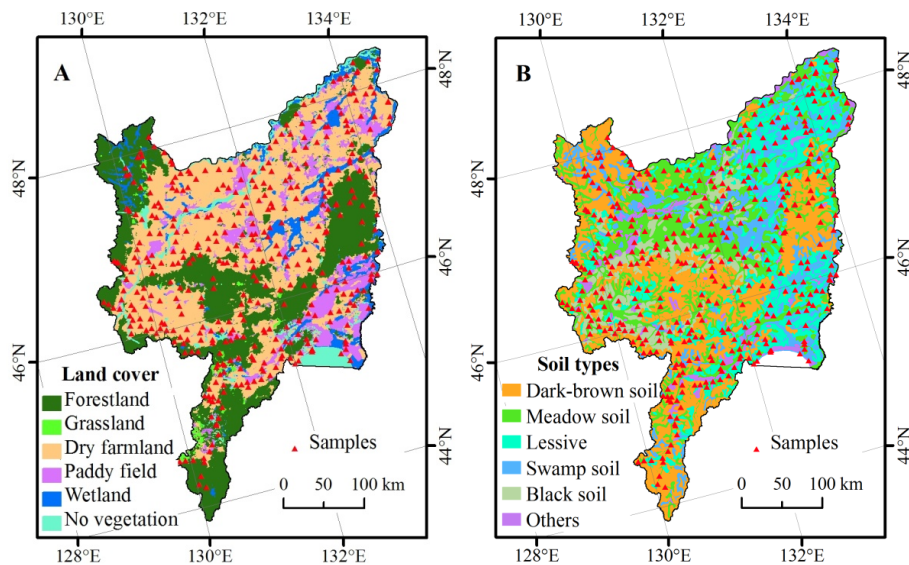 130°E 132°E 134°E
A
48°N
48°N
46°N
46°N
44°N
Land cover
Forestland
Grassland
Dry farmland
Paddy field
Wetland
No vegetation
Samples
0 50 100 km
128°E 130°E 132°E
130°E 132°E 134°E
B
48°N
48°N
46°N
46°N
44°N
Soil types
Dark-brown soil
Meadow soil
Lessive
Swamp soil
Black soil
Others
Samples
0 50 100 km
128°E 130°E 132°E